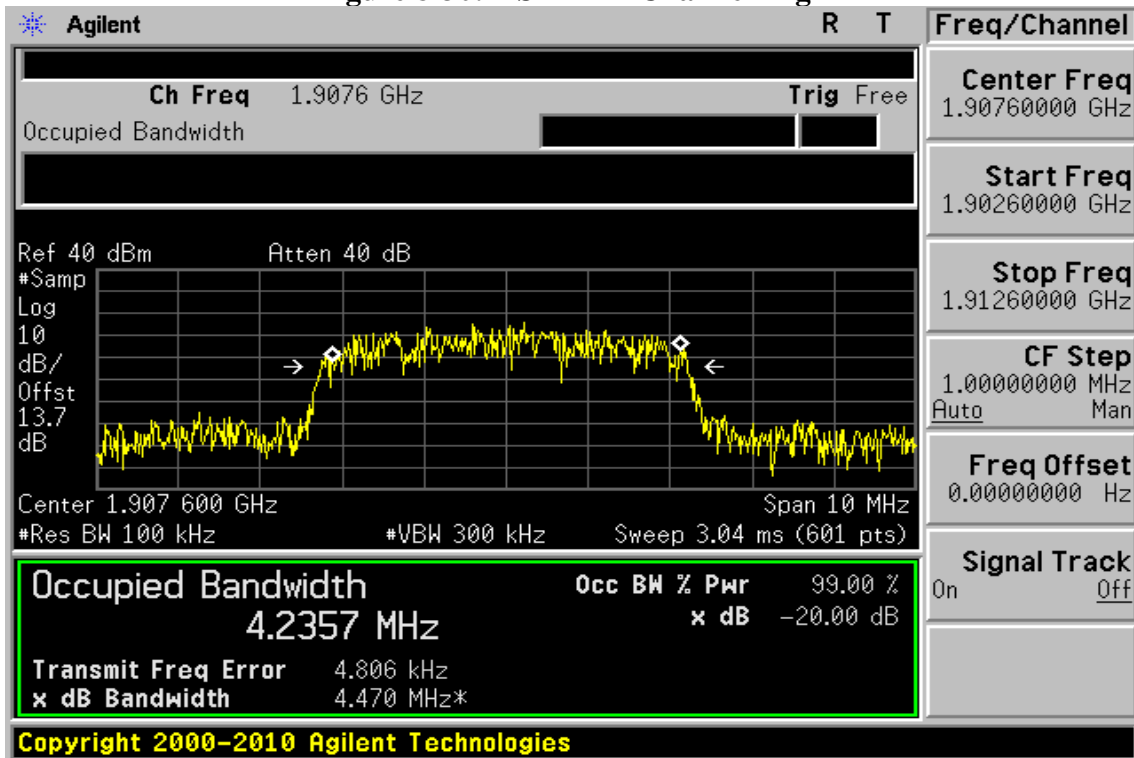 Agilent R T Freq/Channel
Ch Freq 1.9076 GHz Trig Free
Occupied Bandwidth
Center Freq
1.90760000 GHz
Start Freq
1.90260000 GHz
Stop Freq
1.91260000 GHz
CF Step
1.00000000 MHz
Auto Man
Freq Offset
0.00000000 Hz
Signal Track
On Off
Ref 40 dBm Atten 40 dB
#Samp
Log
10
dB/
Offst
13.7
dB
Center 1.907 600 GHz Span 10 MHz
#Res BW 100 kHz #VBW 300 kHz Sweep 3.04 ms (601 pts)
Occupied Bandwidth
4.2357 MHz
Occ BW % Pwr 99.00 %
x dB -20.00 dB
Transmit Freq Error 4.806 kHz
x dB Bandwidth 4.470 MHz*
Copyright 2000-2010 Agilent Technologies